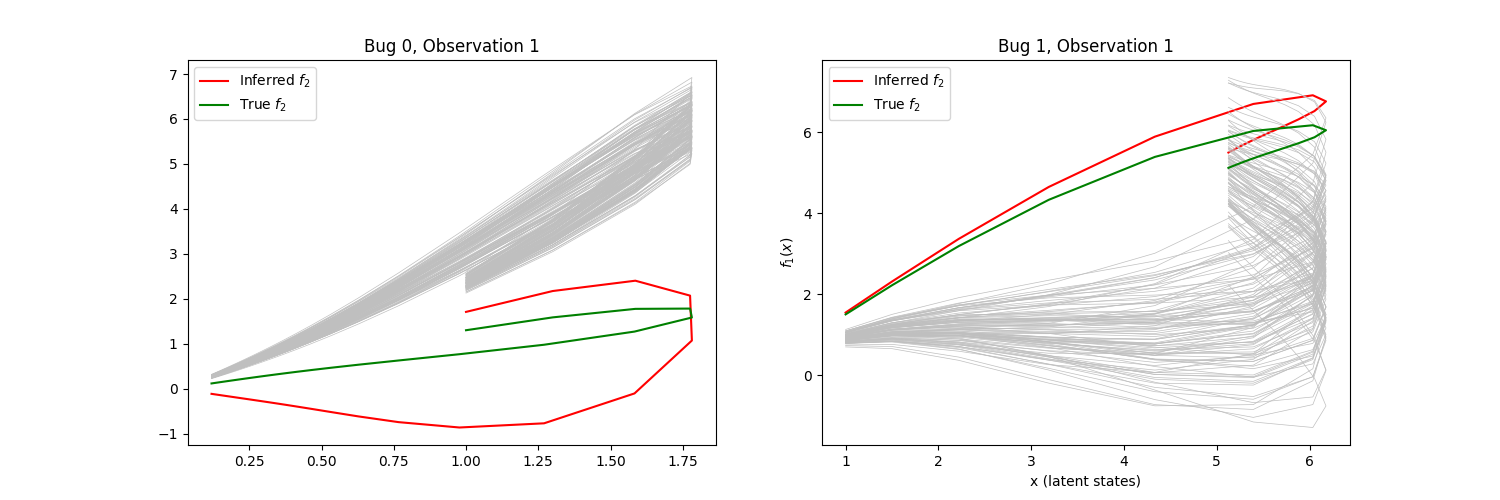 Bug 0, Observation 1
Inferred f₂
True f₂
7
6
5
4
3
2
1
0
−1
0.25 0.50 0.75 1.00 1.25 1.50 1.75
Bug 1, Observation 1
Inferred f₂
True f₂
f₁(x)
6
4
2
0
1 2 3 4 5 6
x (latent states)